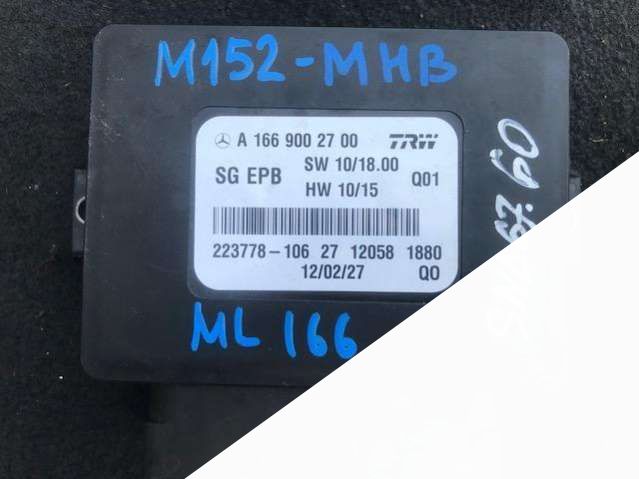 M152-MHB
A 166 900 27 00 TRW
SW 10/18.00
SG EPB Q01
HW 10/15
223778-106 27 12058 1880
12/02/27 QO
ML 166